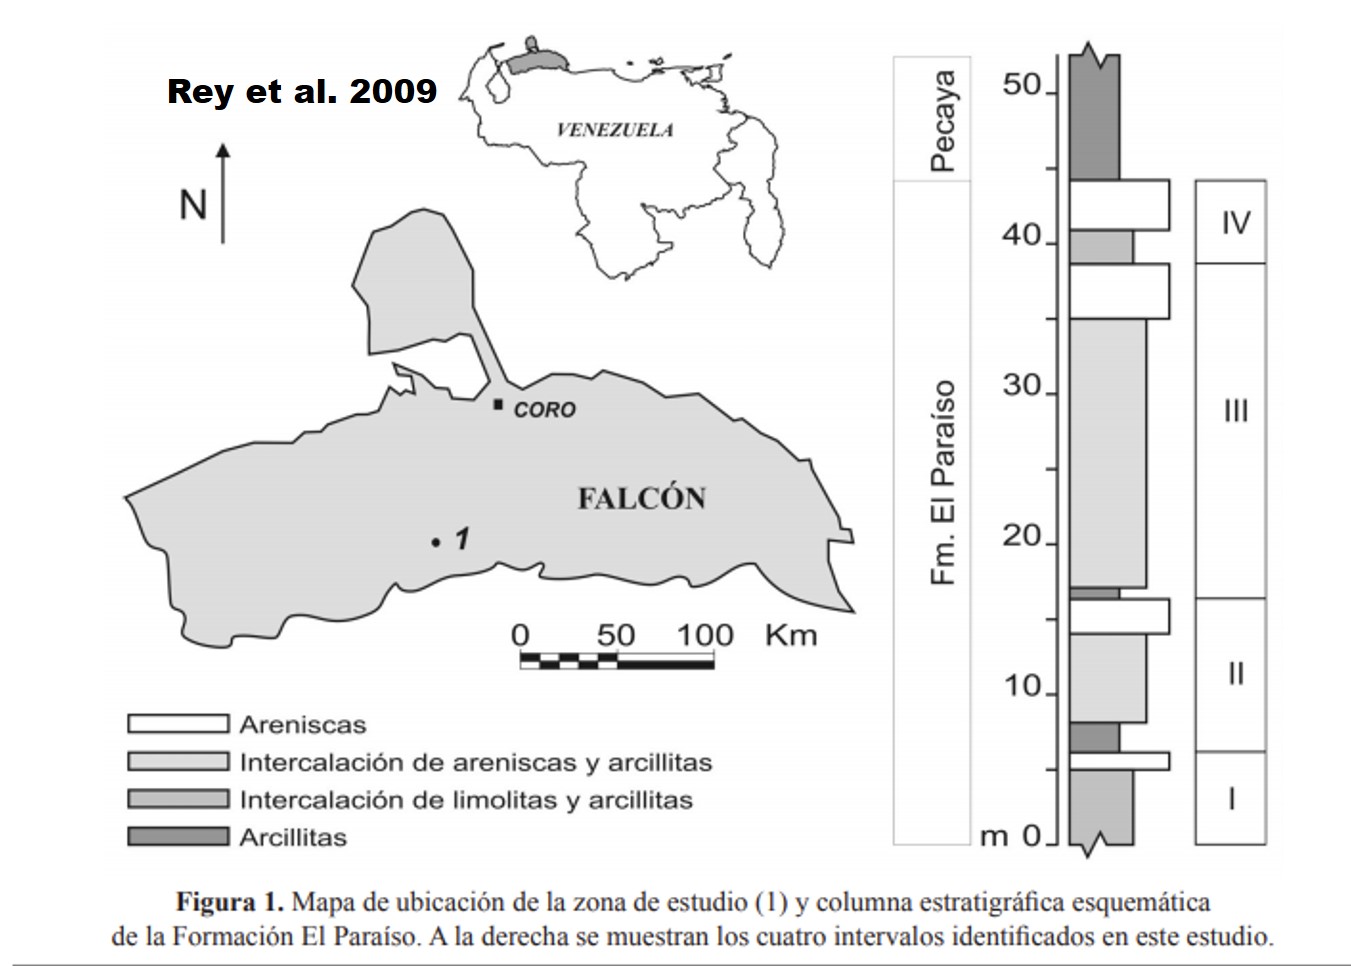 Rey et al. 2009
VENEZUELA
N
CORO
FALCÓN
1
0 50 100 Km
Areniscas
Intercalación de areniscas y arcillitas
Intercalación de limolitas y arcillitas
Arcillitas
Pecaya
Fm. El Paraíso
50
40
30
20
10
m 0
IV
III
II
I
Figura 1. Mapa de ubicación de la zona de estudio (1) y columna estratigráfica esquemática
de la Formación El Paraíso. A la derecha se muestran los cuatro intervalos identificados en este estudio.